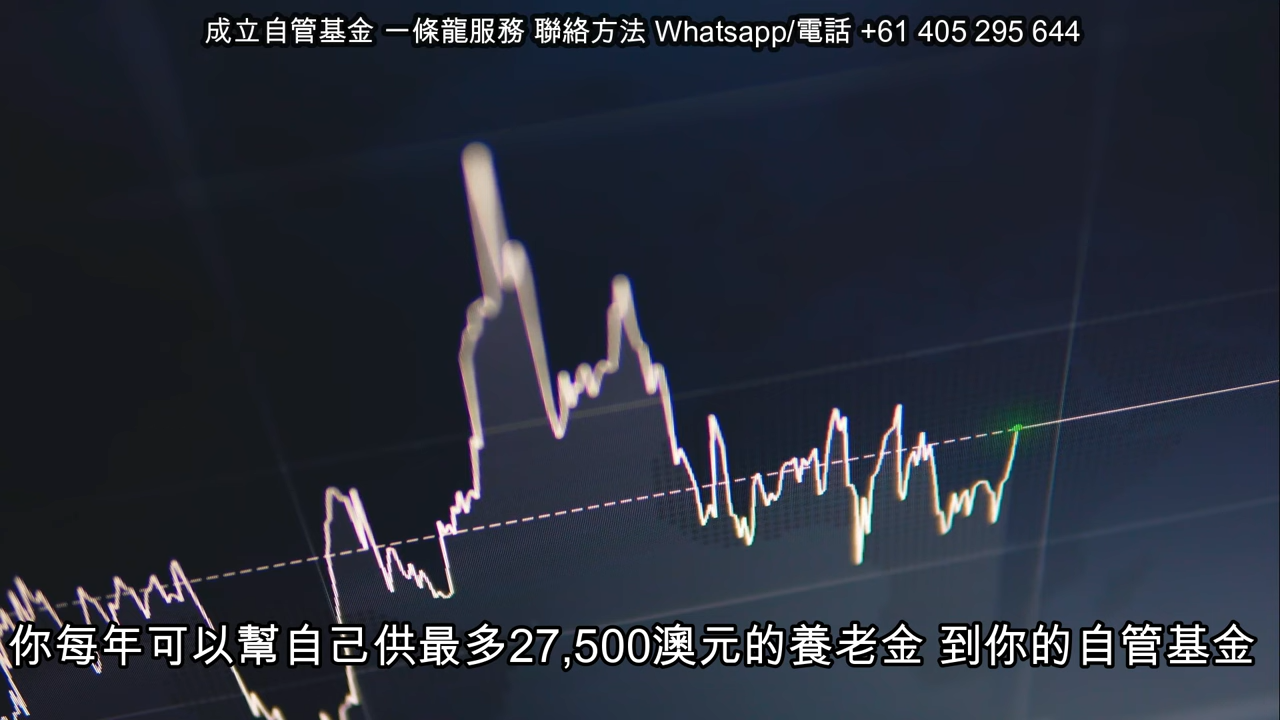 成立自管基金 一條龍服務 聯絡方法 Whatsapp/電話 +61 405 295 644
你每年可以幫自己供最多27,500澳元的養老金 到你的自管基金